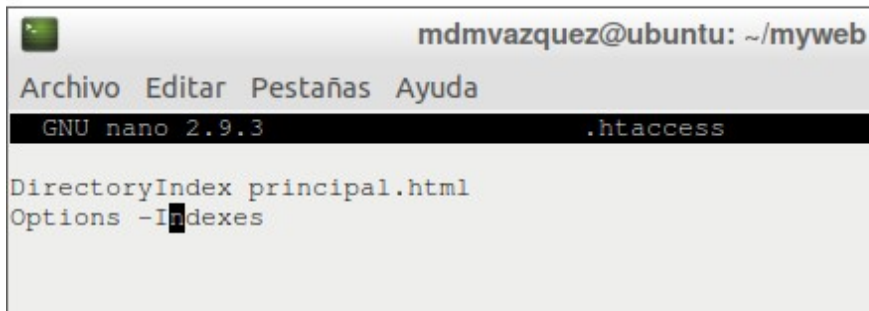 mdmvazquez@ubuntu: ~/myweb
Archivo Editar Pestañas Ayuda
GNU nano 2.9.3 .htaccess
DirectoryIndex principal.html
Options -Indexes